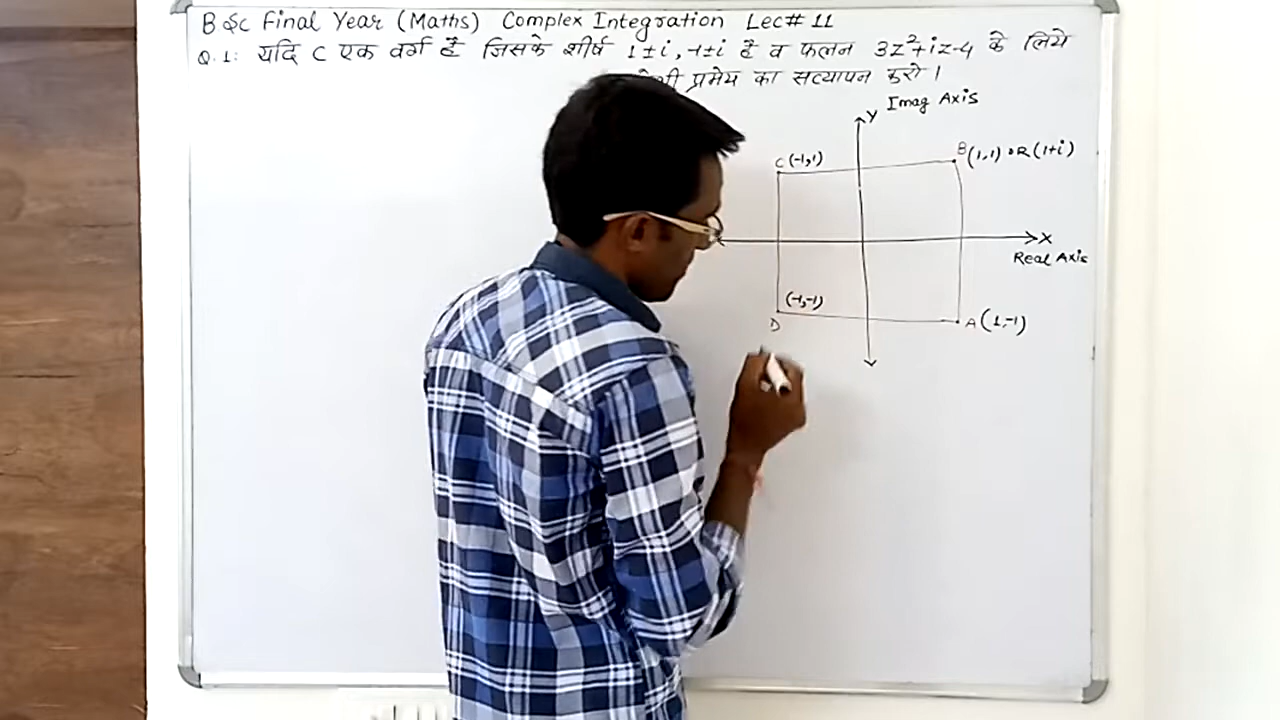 B Sc Final Year (Maths) Complex Integration Lec# 11
Q.1: यदि C एक वर्ग है जिसके शीर्ष 1±i, -1±i है व फलन 3z²+iz-4 के लिये
प्रमेय का सत्यापन करो।
Imag Axis
Y
C (-1,1)
B (1,1) OR (1+i)
X
Real Axis
(-1,-1)
D
A (1,-1)